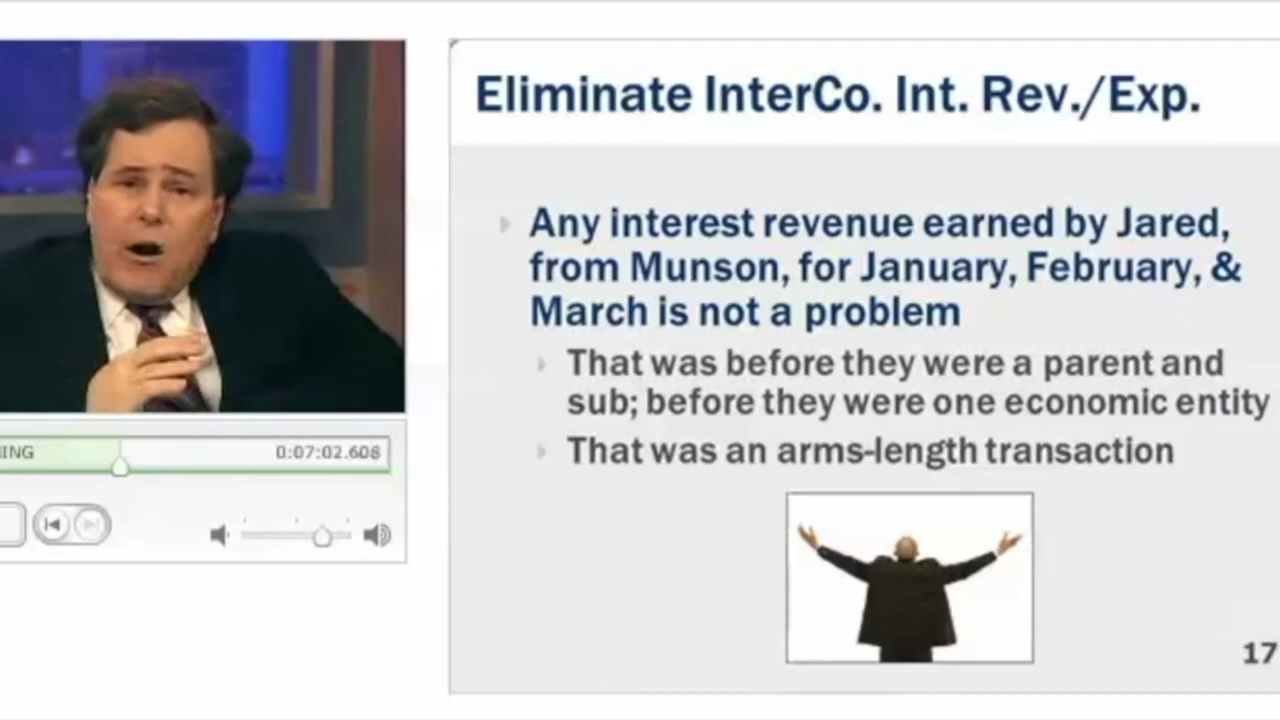 Eliminate InterCo. Int. Rev./Exp.
Any interest revenue earned by Jared,
from Munson, for January, February, &
March is not a problem
That was before they were a parent and
sub; before they were one economic entity
That was an arms-length transaction
ING
0:07:02.608
17